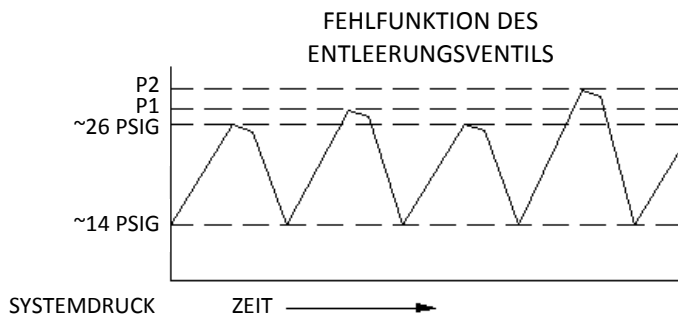 FEHLFUNKTION DES
ENTLEERUNGSVENTILS
P2
P1
~26 PSIG
~14 PSIG
SYSTEMDRUCK ZEIT